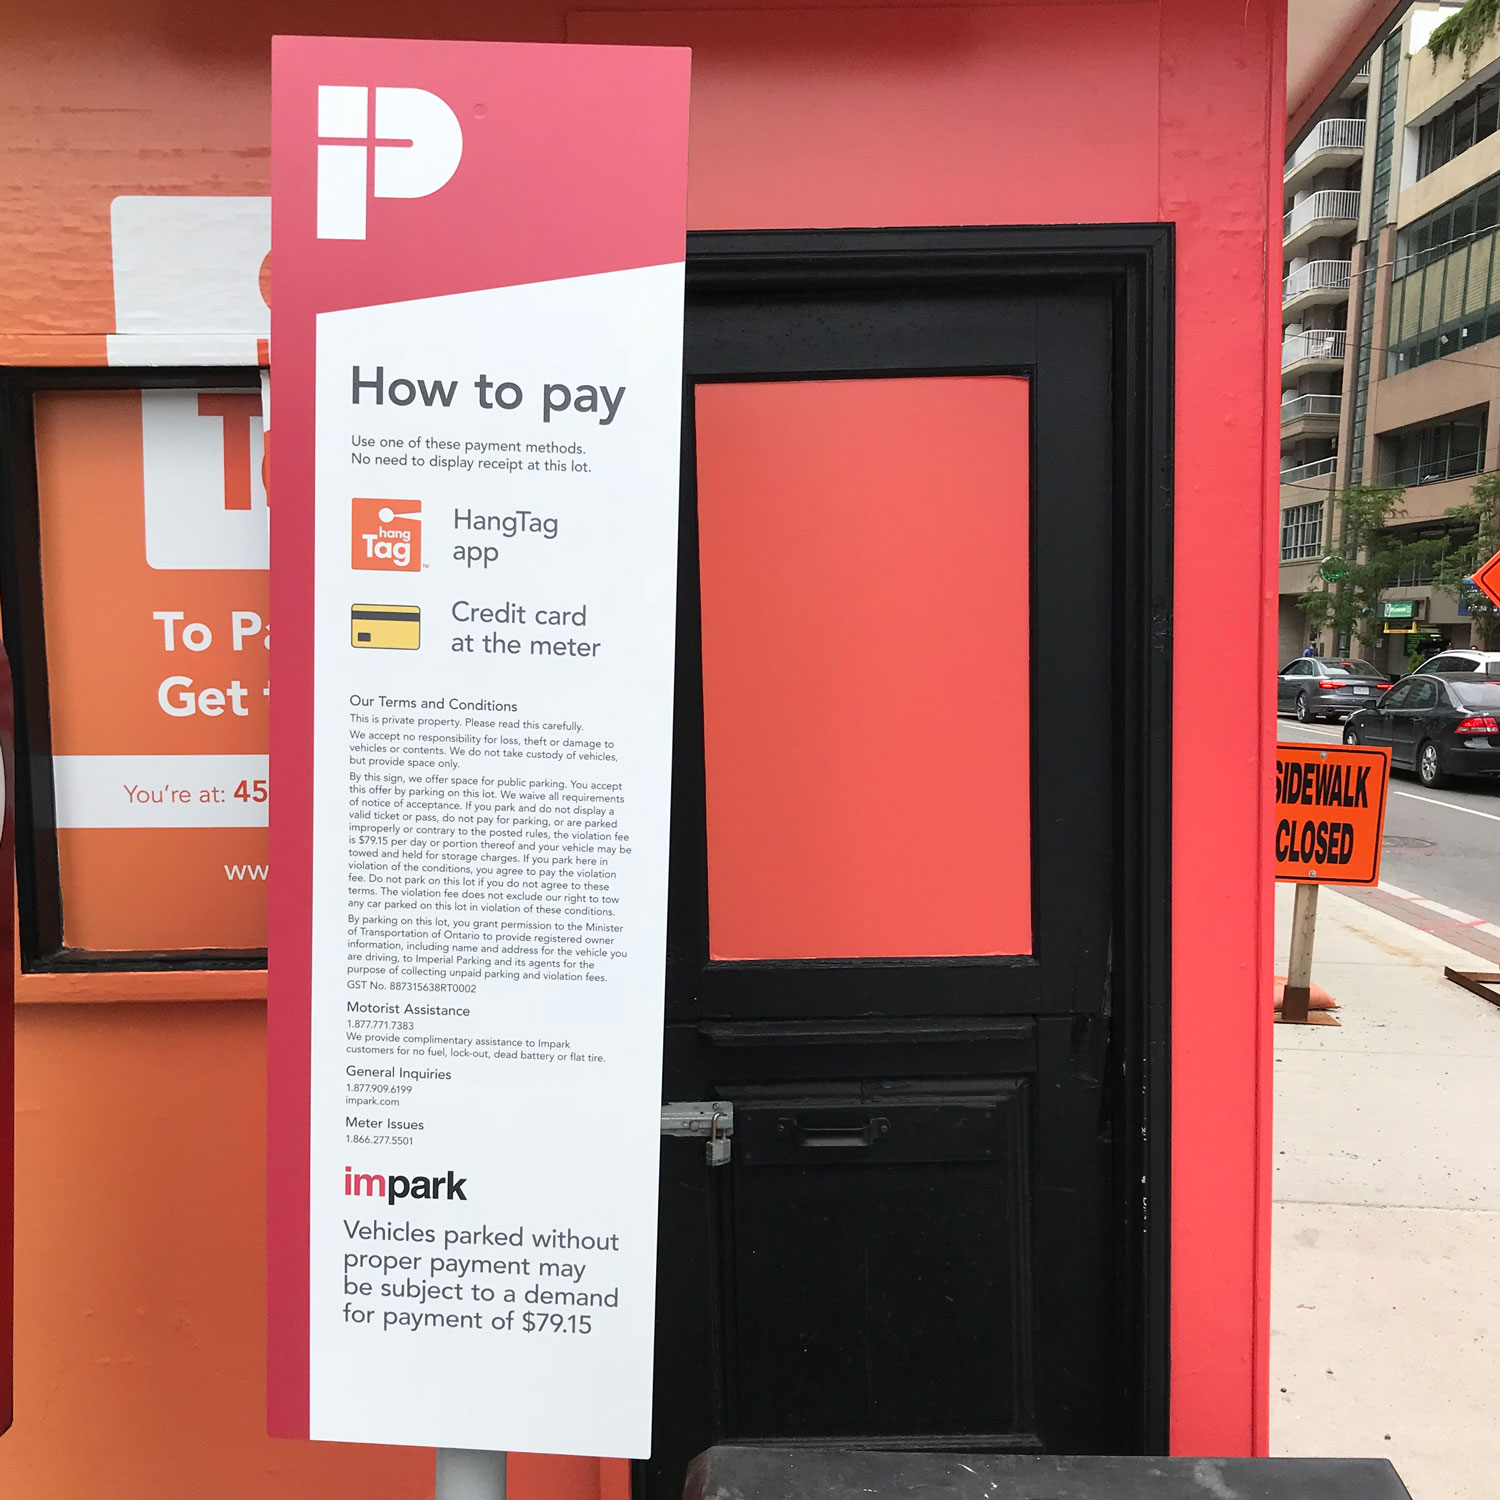 How to pay
Use one of these payment methods.
No need to display receipt at this lot.
hang
Tag
TM
HangTag
app
Credit card
at the meter
Our Terms and Conditions
This is private property. Please read this carefully.
We accept no responsibility for loss, theft or damage to
vehicles or contents. We do not take custody of vehicles,
but provide space only.
By this sign, we offer space for public parking. You accept
this offer by parking on this lot. We waive all requirements
of notice of acceptance. If you park and do not display a
valid ticket or pass, do not pay for parking, or are parked
improperly or contrary to the posted rules, the violation fee
is $79.15 per day or portion thereof and your vehicle may be
towed and held for storage charges. If you park here in
violation of the conditions, you agree to pay the violation
fee. Do not park on this lot if you do not agree to these
terms. The violation fee does not exclude our right to tow
any car parked on this lot in violation of these conditions.
By parking on this lot, you grant permission to the Minister
of Transportation of Ontario to provide registered owner
information, including name and address for the vehicle you
are driving, to Imperial Parking and its agents for the
purpose of collecting unpaid parking and violation fees.
GST No. 887315638RT0002
Motorist Assistance
1.877.771.7383
We provide complimentary assistance to Impark
customers for no fuel, lock-out, dead battery or flat tire.
General Inquiries
1.877.909.6199
impark.com
Meter Issues
1.866.277.5501
impark
Vehicles parked without
proper payment may
be subject to a demand
for payment of $79.15
To Pa
Get
You're at: 45
ww
SIDEWALK
CLOSED